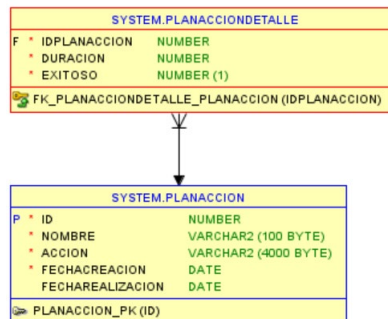 SYSTEM.PLANACCIONDETALLE
F * IDPLANACCION NUMBER
* DURACION NUMBER
* EXITOSO NUMBER (1)
FK_PLANACCIONDETALLE_PLANACCION (IDPLANACCION)
SYSTEM.PLANACCION
P * ID NUMBER
* NOMBRE VARCHAR2 (100 BYTE)
* ACCION VARCHAR2 (4000 BYTE)
* FECHACREACION DATE
FECHAREALIZACION DATE
PLANACCION_PK (ID)